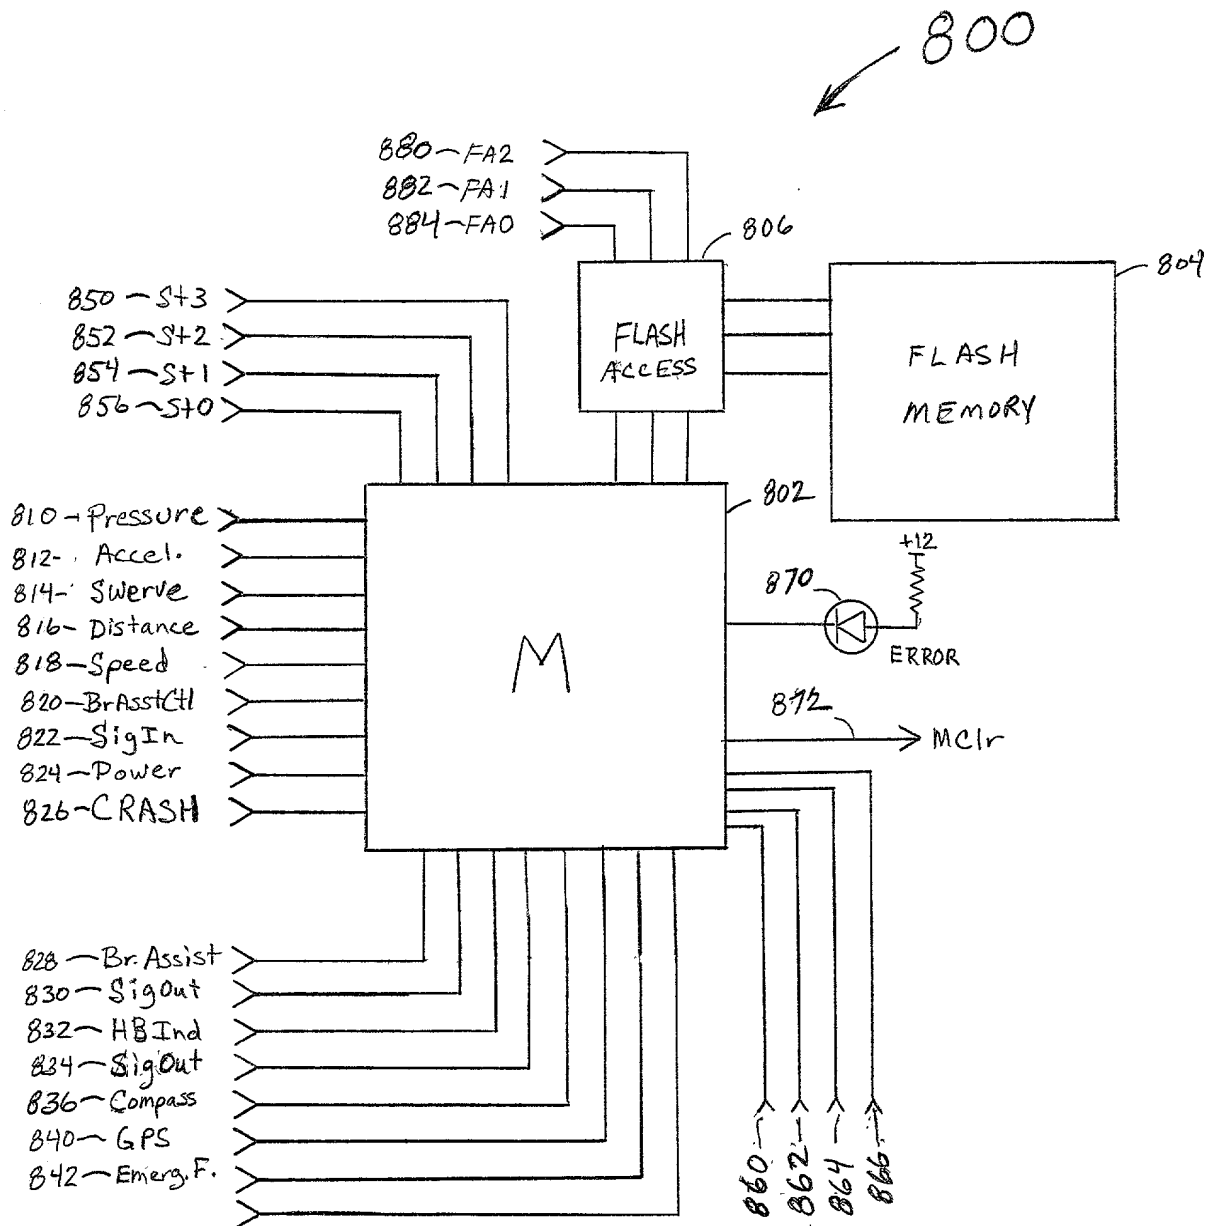 800
880-FA2
882-FA1
884-FA0
806
804
850-St3
852-St2
854-St1
856-St0
FLASH
ACCESS
FLASH
MEMORY
802
810-Pressure
812- Accel.
814- Swerve
816- Distance
818-Speed
820-BrAsstCtl
822-SigIn
824-Power
826-CRASH
M
+12
870
ERROR
872
MClr
828-Br.Assist
830-SigOut
832-HBInd
834-SigOut
836-Compass
840-GPS
842-Emerg.F.
860
862
864
866